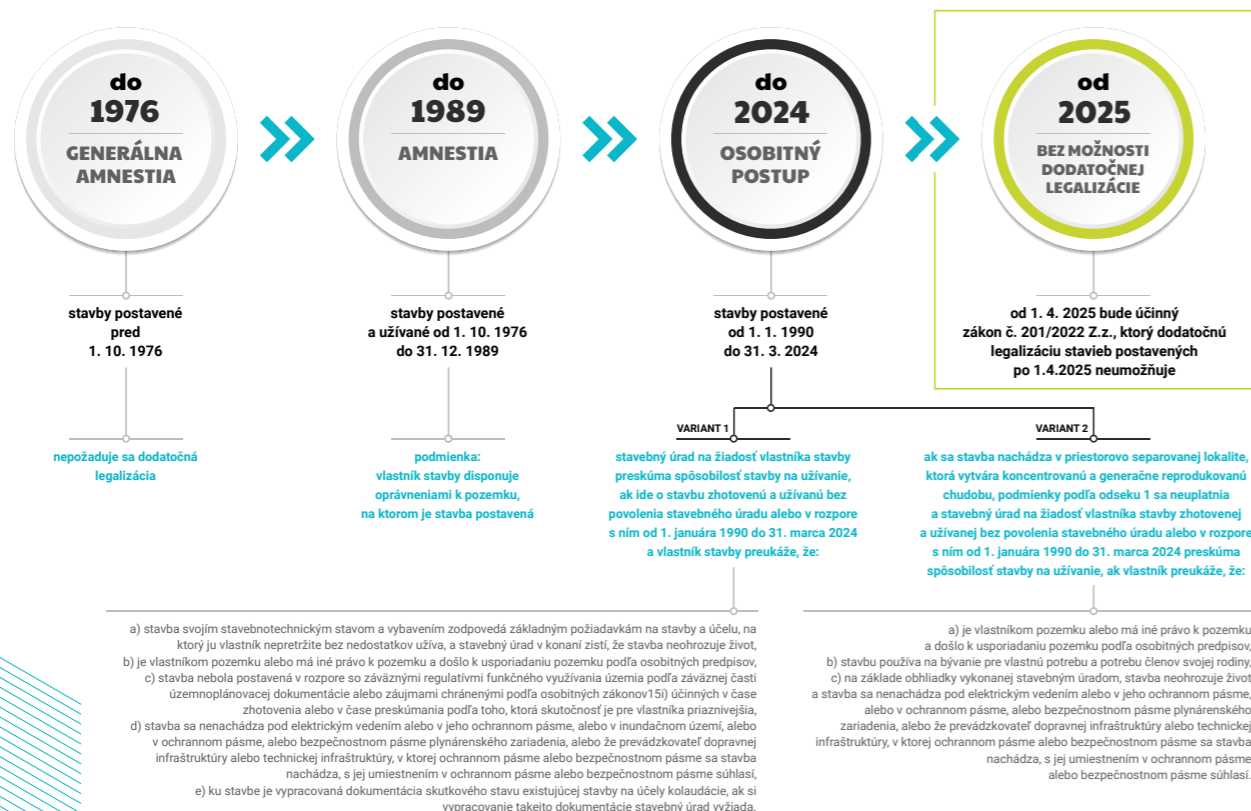 do
1976
GENERÁLNA
AMNESTIA
stavby postavené
pred
1. 10. 1976
nepožaduje sa dodatočná
legalizácia
do
1989
AMNESTIA
stavby postavené
a užívané od 1. 10. 1976
do 31. 12. 1989
podmienka:
vlastník stavby disponuje
oprávneniami k pozemku,
na ktorom je stavba postavená
do
2024
OSOBITNÝ
POSTUP
stavby postavené
od 1. 1. 1990
do 31. 3. 2024
od
2025
BEZ MOŽNOSTI
DODATOČNEJ
LEGALIZÁCIE
od 1. 4. 2025 bude účinný
zákon č. 201/2022 Z.z., ktorý dodatočnú
legalizáciu stavieb postavených
po 1.4.2025 neumožňuje
VARIANT 1
stavebný úrad na žiadosť vlastníka stavby
preskúma spôsobilosť stavby na užívanie,
ak ide o stavbu zhotovenú a užívanú bez
povolenia stavebného úradu alebo v rozpore
s ním od 1. januára 1990 do 31. marca 2024
a vlastník stavby preukáže, že:
a) stavba svojím stavebnotechnickým stavom a vybavením zodpovedá základným požiadavkám na stavby a účelu, na
ktorý ju vlastník nepretržite bez nedostatkov užíva, a stavebný úrad v konaní zistí, že stavba neohrozuje život,
b) je vlastníkom pozemku alebo má iné právo k pozemku a došlo k usporiadaniu pozemku podľa osobitných predpisov,
c) stavba nebola postavená v rozpore so záväznými regulatívmi funkčného využívania územia podľa záväznej časti
územnoplánovacej dokumentácie alebo záujmami chránenými podľa osobitných zákonov15i) účinných v čase
zhotovenia alebo v čase preskúmania podľa toho, ktorá skutočnosť je pre vlastníka priaznivejšia,
d) stavba sa nenachádza pod elektrickým vedením alebo v jeho ochrannom pásme, alebo v inundačnom území, alebo
v ochrannom pásme, alebo bezpečnostnom pásme plynárenského zariadenia, alebo že prevádzkovateľ dopravnej
infraštruktúry alebo technickej infraštruktúry, v ktorej ochrannom pásme alebo bezpečnostnom pásme sa stavba
nachádza, s jej umiestnením v ochrannom pásme alebo bezpečnostnom pásme súhlasí,
e) ku stavbe je vypracovaná dokumentácia skutkového stavu existujúcej stavby na účely kolaudácie, ak si
vypracovanie takejto dokumentácie stavebný úrad vyžiada.
VARIANT 2
ak sa stavba nachádza v priestorovo separovanej lokalite,
ktorá vytvára koncentrovanú a generačne reprodukovanú
chudobu, podmienky podľa odseku 1 sa neuplatnia
a stavebný úrad na žiadosť vlastníka stavby zhotovenej
a užívanej bez povolenia stavebného úradu alebo v rozpore
s ním od 1. januára 1990 do 31. marca 2024 preskúma
spôsobilosť stavby na užívanie, ak vlastník preukáže, že:
a) je vlastníkom pozemku alebo má iné právo k pozemku
a došlo k usporiadaniu pozemku podľa osobitných predpisov,
b) stavbu používa na bývanie pre vlastnú potrebu a potrebu členov svojej rodiny,
c) na základe obhliadky vykonanej stavebným úradom, stavba neohrozuje život
a stavba sa nenachádza pod elektrickým vedením alebo v jeho ochrannom pásme,
alebo v ochrannom pásme, alebo bezpečnostnom pásme plynárenského
zariadenia, alebo že prevádzkovateľ dopravnej infraštruktúry alebo technickej
infraštruktúry, v ktorej ochrannom pásme alebo bezpečnostnom pásme sa stavba
nachádza, s jej umiestnením v ochrannom pásme
alebo bezpečnostnom pásme súhlasí.